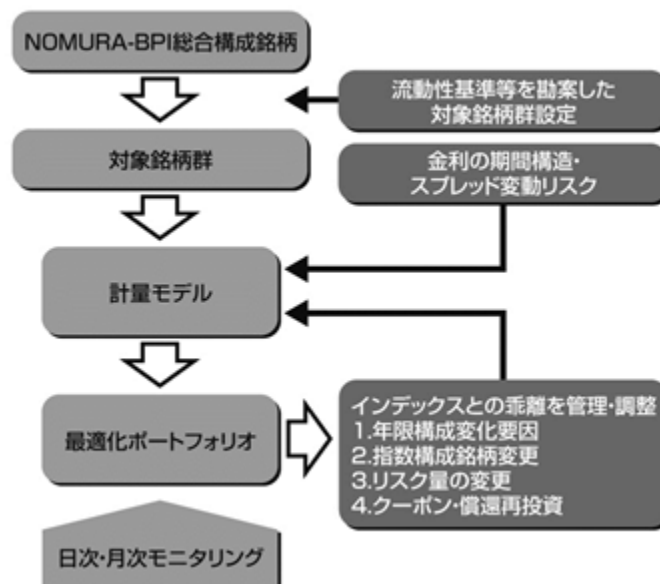 NOMURA-BPI総合構成銘柄
流動性基準等を勘案した
対象銘柄群設定
対象銘柄群
金利の期間構造・
スプレッド変動リスク
計量モデル
最適化ポートフォリオ
インデックスとの乖離を管理・調整
1.年限構成変化要因
2.指数構成銘柄変更
3.リスク量の変更
4.クーポン・償還再投資
日次・月次モニタリング